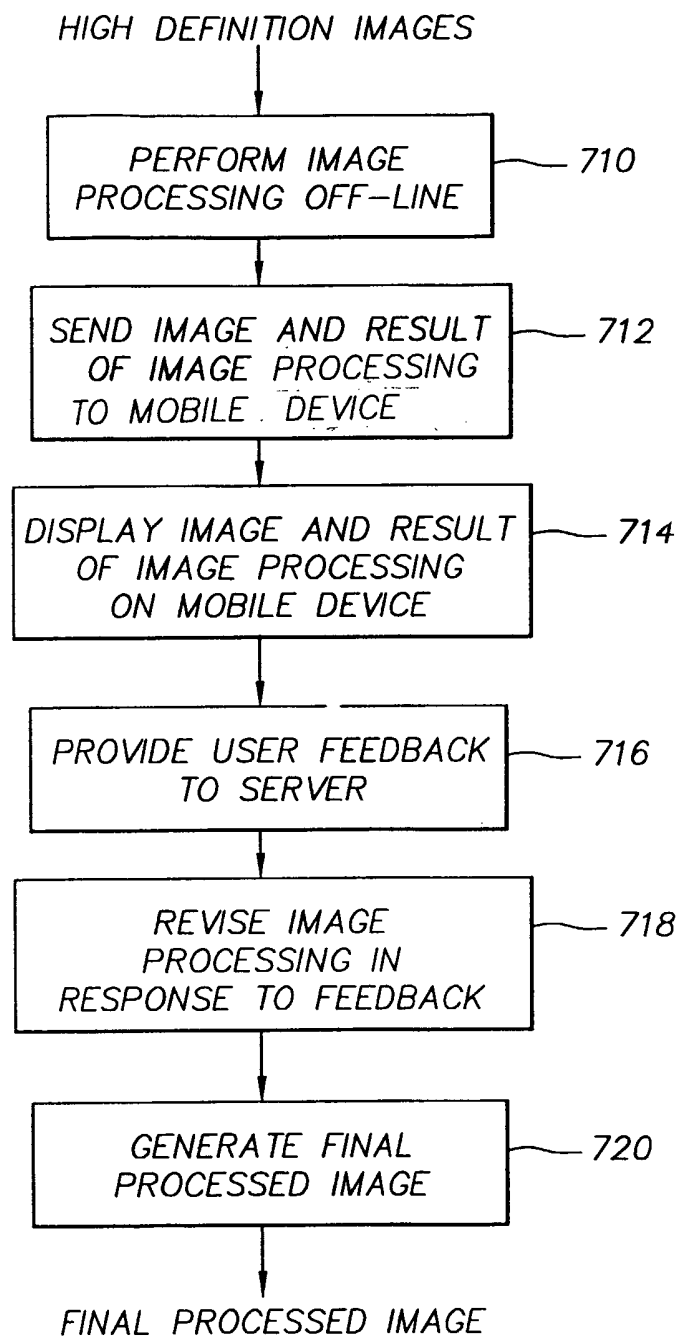 HIGH DEFINITION IMAGES
PERFORM IMAGE
PROCESSING OFF-LINE
710
SEND IMAGE AND RESULT
OF IMAGE PROCESSING
TO MOBILE DEVICE
712
DISPLAY IMAGE AND RESULT
OF IMAGE PROCESSING
ON MOBILE DEVICE
714
PROVIDE USER FEEDBACK
TO SERVER
716
REVISE IMAGE
PROCESSING IN
RESPONSE TO FEEDBACK
718
GENERATE FINAL
PROCESSED IMAGE
720
FINAL PROCESSED IMAGE